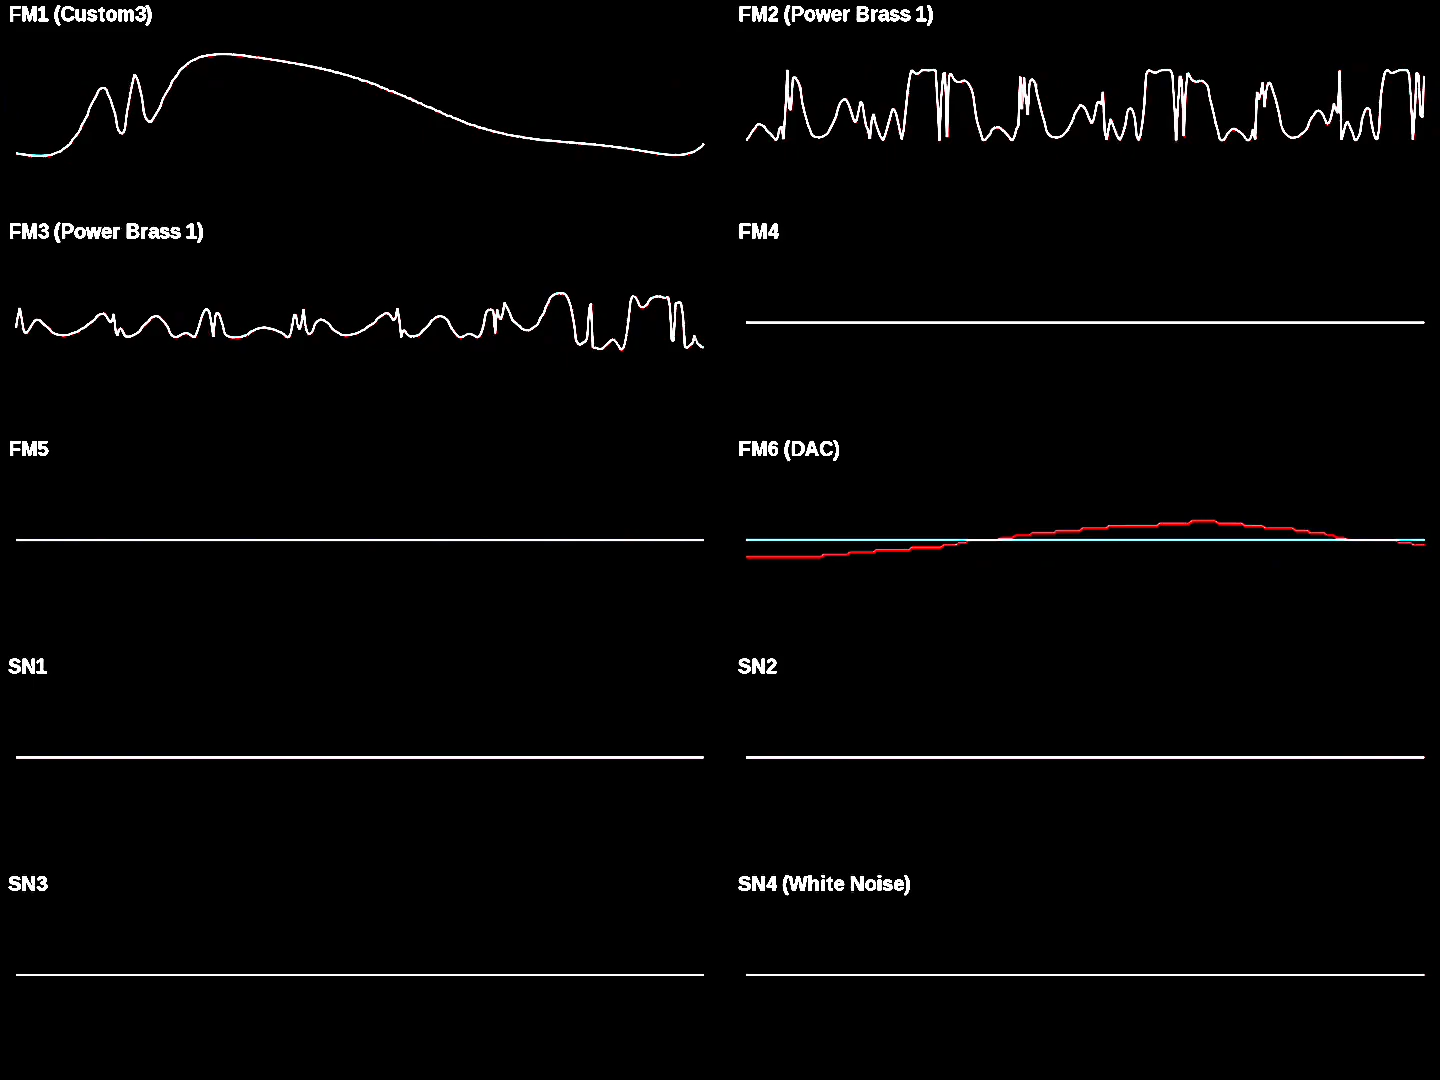 FM1 (Custom3)
FM2 (Power Brass 1)
FM3 (Power Brass 1)
FM4
FM5
FM6 (DAC)
SN1
SN2
SN3
SN4 (White Noise)